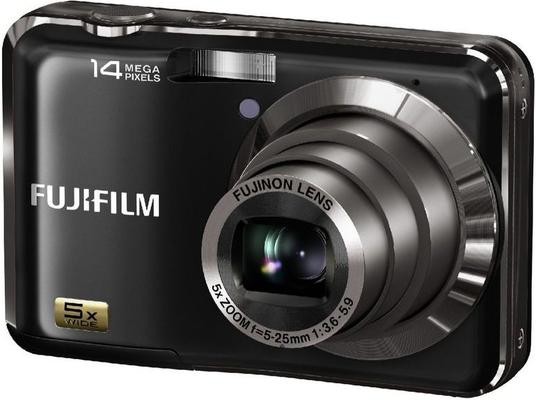 14 MEGA
PIXELS
FUJIFILM
FUJINON LENS
5x ZOOM f=5-25mm 1:3.6-5.9
5x
WIDE